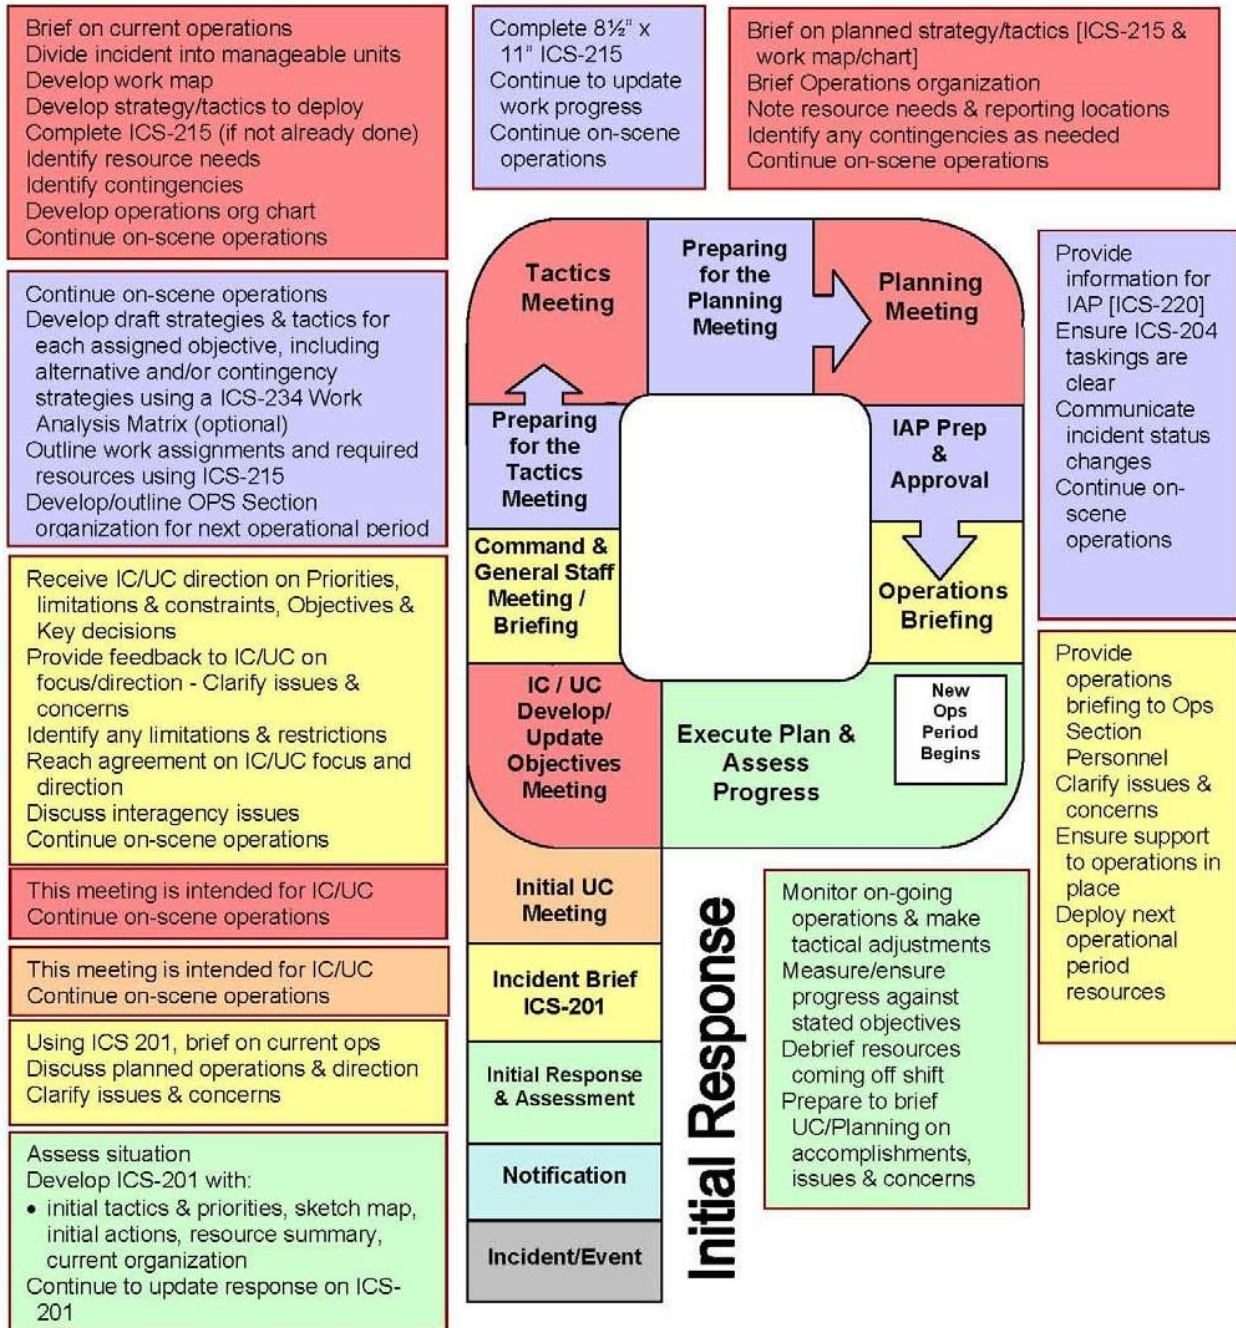 Brief on current operations
Divide incident into manageable units
Develop work map
Develop strategy/tactics to deploy
Complete ICS-215 (if not already done)
Identify resource needs
Identify contingencies
Develop operations org chart
Continue on-scene operations
Complete 8½” x
11” ICS-215
Continue to update
work progress
Continue on-scene
operations
Brief on planned strategy/tactics [ICS-215 &
work map/chart]
Brief Operations organization
Note resource needs & reporting locations
Identify any contingencies as needed
Continue on-scene operations
Continue on-scene operations
Develop draft strategies & tactics for
each assigned objective, including
alternative and/or contingency
strategies using a ICS-234 Work
Analysis Matrix (optional)
Outline work assignments and required
resources using ICS-215
Develop/outline OPS Section
organization for next operational period
Receive IC/UC direction on Priorities,
limitations & constraints, Objectives &
Key decisions
Provide feedback to IC/UC on
focus/direction - Clarify issues &
concerns
Identify any limitations & restrictions
Reach agreement on IC/UC focus and
direction
Discuss interagency issues
Continue on-scene operations
This meeting is intended for IC/UC
Continue on-scene operations
This meeting is intended for IC/UC
Continue on-scene operations
Using ICS 201, brief on current ops
Discuss planned operations & direction
Clarify issues & concerns
Assess situation
Develop ICS-201 with:
• initial tactics & priorities, sketch map,
initial actions, resource summary,
current organization
Continue to update response on ICS-
201
Tactics
Meeting
Preparing
for the
Planning
Meeting
Planning
Meeting
Preparing
for the
Tactics
Meeting
IAP Prep
&
Approval
Command &
General Staff
Meeting /
Briefing
Operations
Briefing
IC / UC
Develop/
Update
Objectives
Meeting
Execute Plan &
Assess
Progress
New
Ops
Period
Begins
Initial UC
Meeting
Incident Brief
ICS-201
Initial Response
& Assessment
Notification
Incident/Event
Initial Response
Provide
information for
IAP [ICS-220]
Ensure ICS-204
taskings are
clear
Communicate
incident status
changes
Continue on-
scene
operations
Provide
operations
briefing to Ops
Section
Personnel
Clarify issues &
concerns
Ensure support
to operations in
place
Deploy next
operational
period
resources
Monitor on-going
operations & make
tactical adjustments
Measure/ensure
progress against
stated objectives
Debrief resources
coming off shift
Prepare to brief
UC/Planning on
accomplishments,
issues & concerns